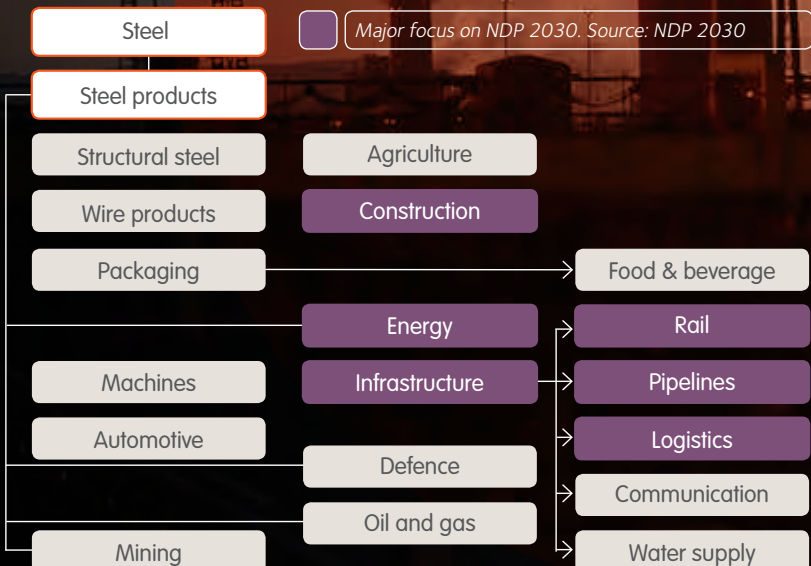 Steel
Major focus on NDP 2030. Source: NDP 2030
Steel products
Structural steel
Agriculture
Wire products
Construction
Packaging
Food & beverage
Energy
Rail
Machines
Infrastructure
Pipelines
Automotive
Logistics
Defence
Communication
Oil and gas
Mining
Water supply